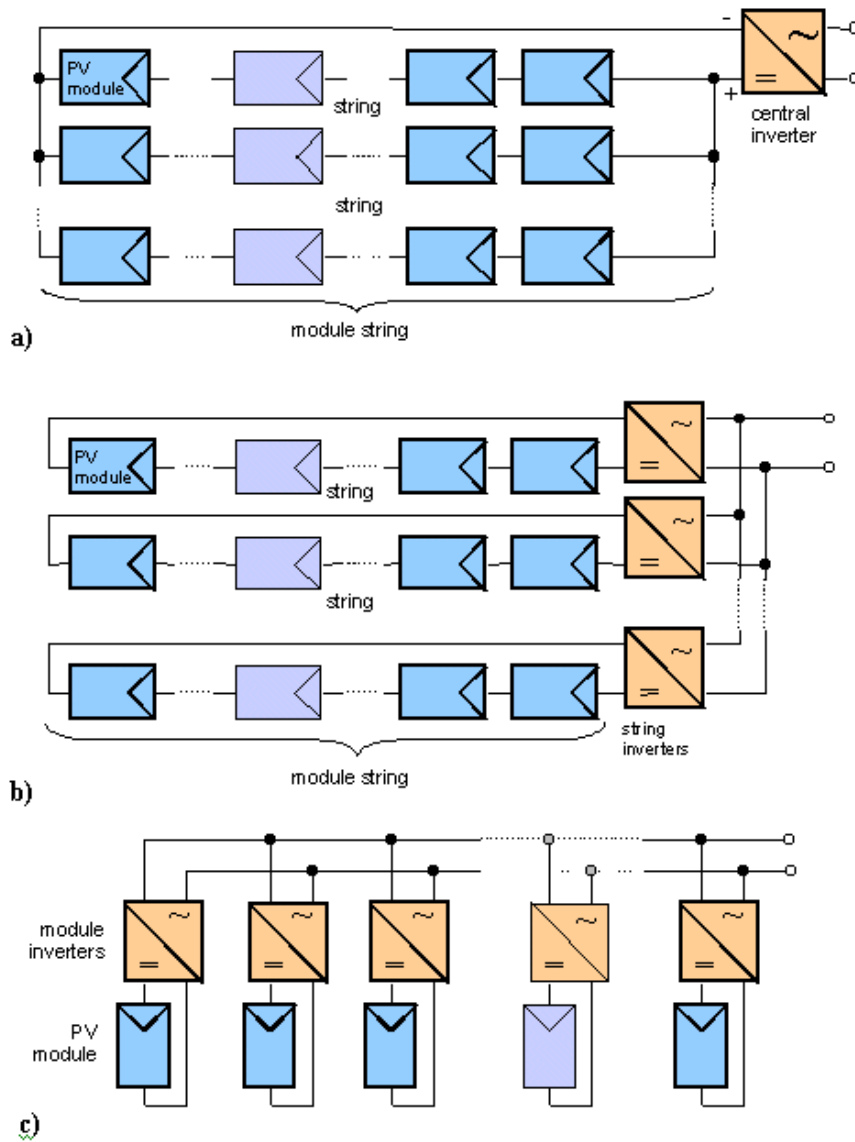 -
PV
module
string
+
central
inverter
string
module string
a)
PV
module
string
string
string
inverters
module string
b)
module
inverters
PV
module
c)